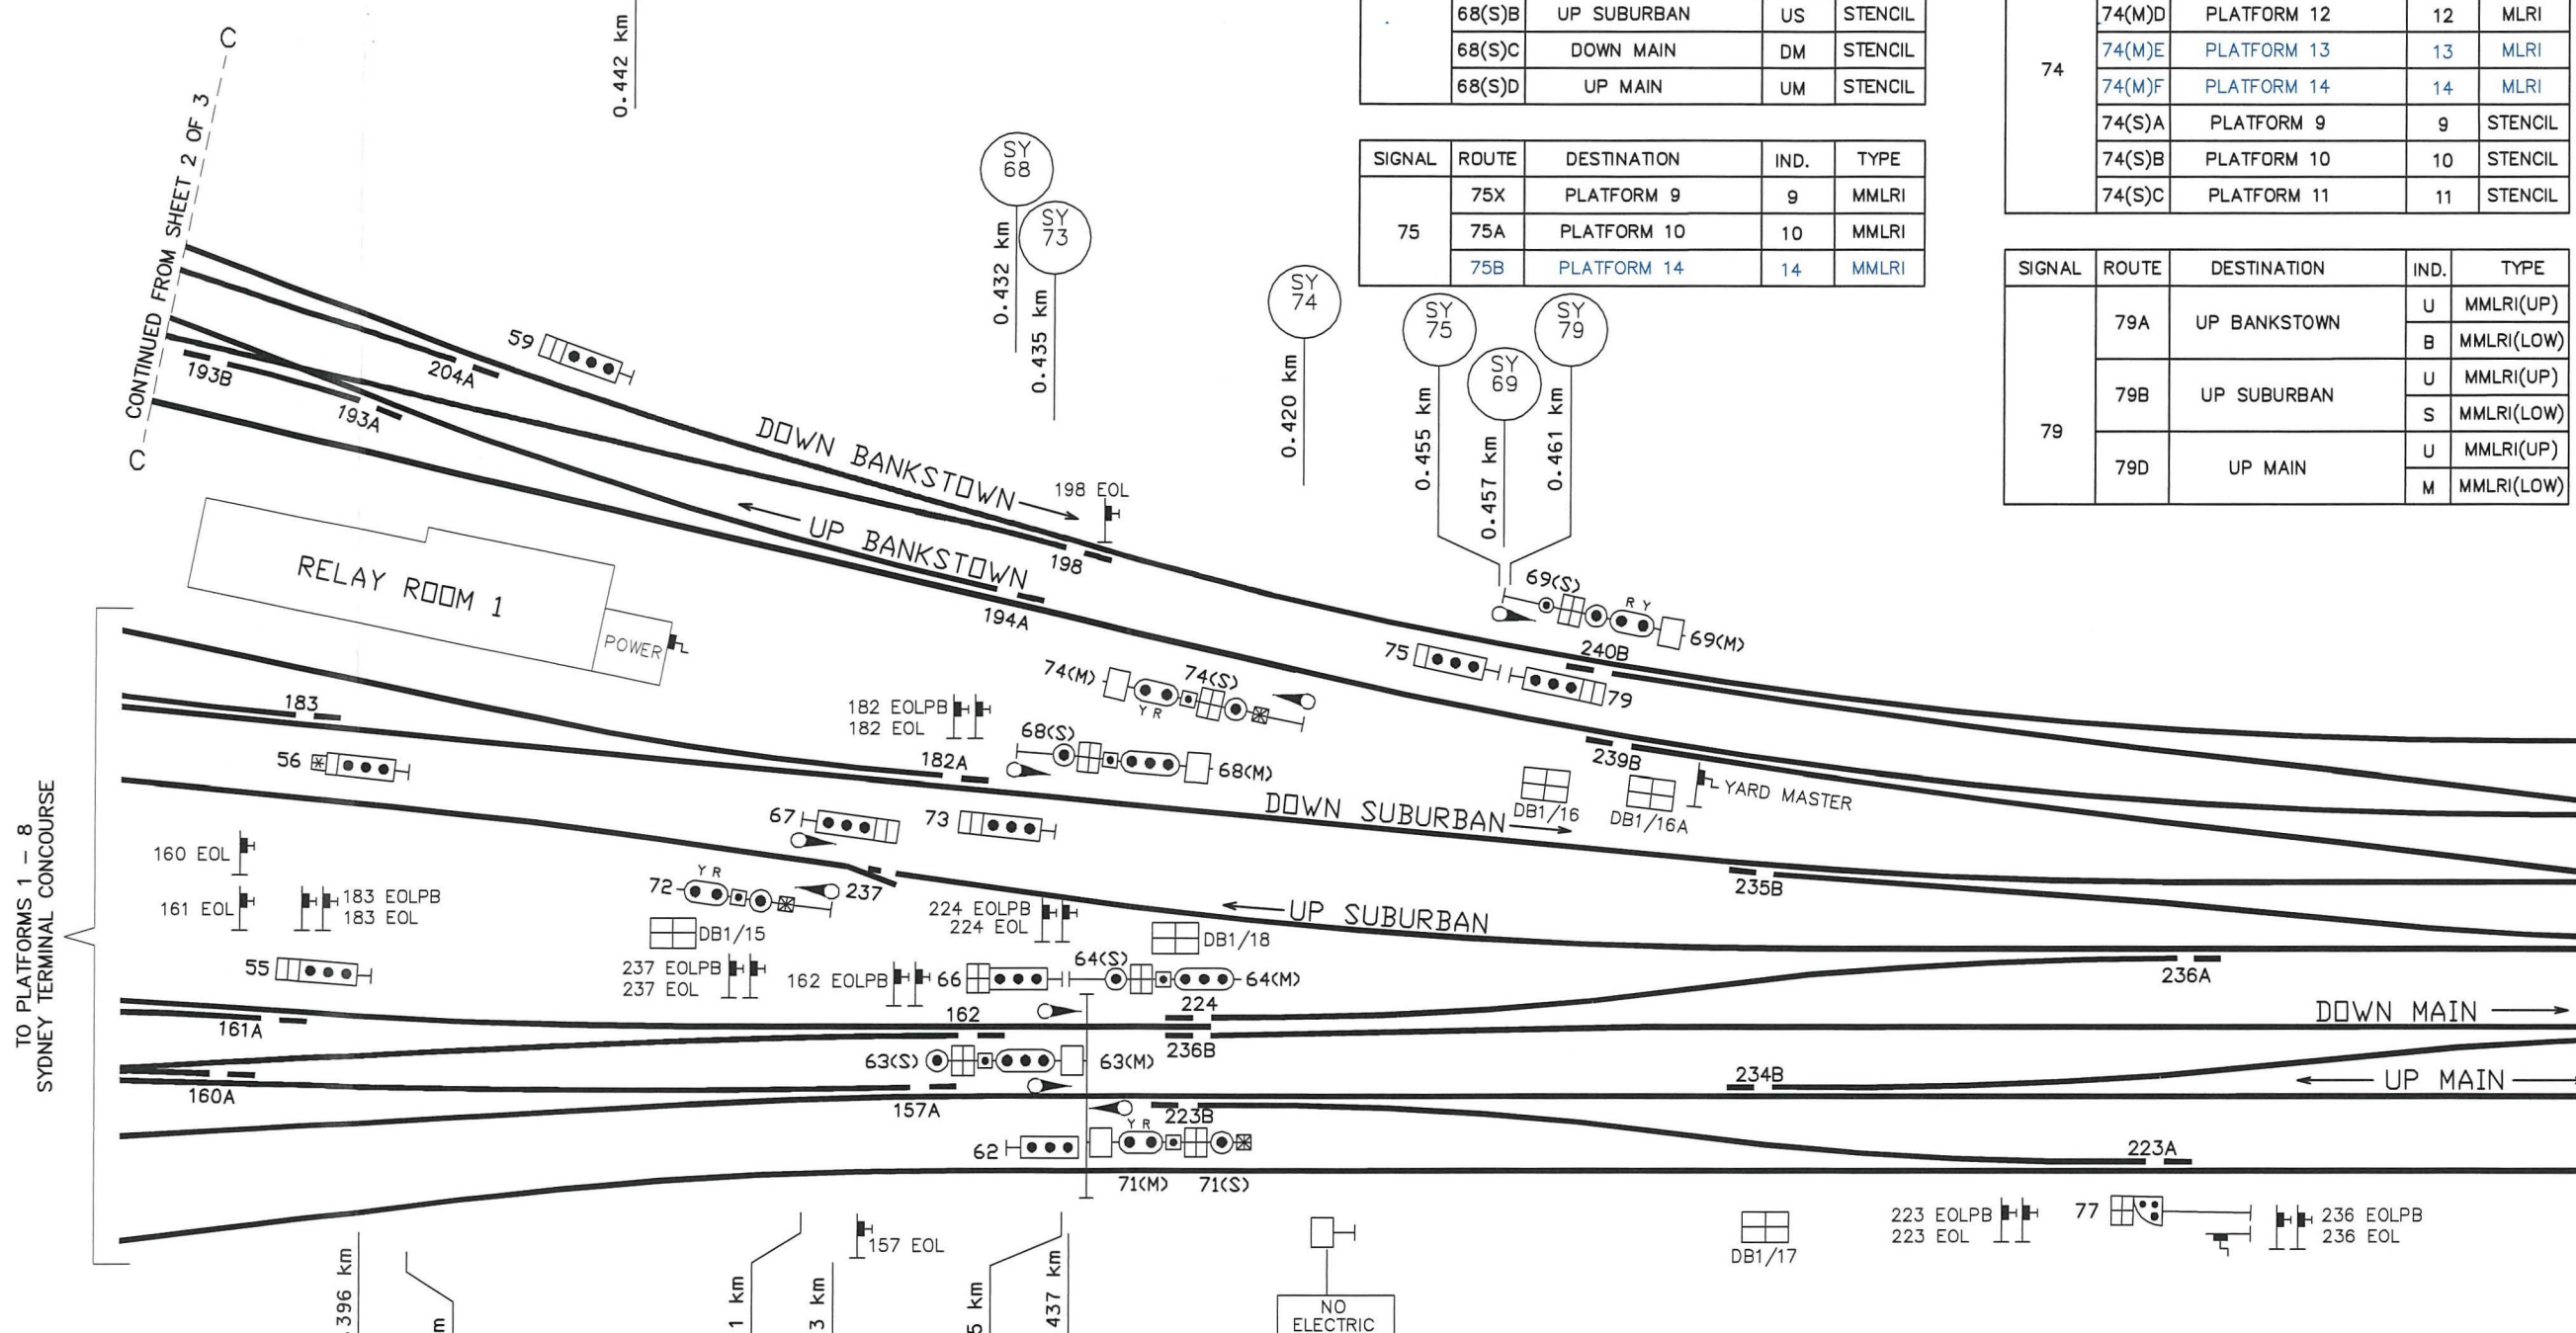 C
CONTINUED FROM SHEET 2 OF 3
C
0.442 km
68(S)B UP SUBURBAN US STENCIL
68(S)C DOWN MAIN DM STENCIL
68(S)D UP MAIN UM STENCIL
74
74(M)D PLATFORM 12 12 MLRI
74(M)E PLATFORM 13 13 MLRI
74(M)F PLATFORM 14 14 MLRI
74(S)A PLATFORM 9 9 STENCIL
74(S)B PLATFORM 10 10 STENCIL
74(S)C PLATFORM 11 11 STENCIL
SIGNAL ROUTE DESTINATION IND. TYPE
75
75X PLATFORM 9 9 MMLRI
75A PLATFORM 10 10 MMLRI
75B PLATFORM 14 14 MMLRI
SIGNAL ROUTE DESTINATION IND. TYPE
79
79A UP BANKSTOWN U MMLRI(UP)
B MMLRI(LOW)
79B UP SUBURBAN U MMLRI(UP)
S MMLRI(LOW)
79D UP MAIN U MMLRI(UP)
M MMLRI(LOW)
SY
68
0.432 km
SY
73
0.435 km
SY
74
0.420 km
SY
75
0.455 km
SY
69
0.457 km
SY
79
0.461 km
59
193B
204A
193A
DOWN BANKSTOWN
198 EOL
UP BANKSTOWN
198
194A
RELAY ROOM 1
POWER
69(S)
R Y
69(M)
75
240B
79
74(M)
74(S)
Y R
183
182 EOLPB
182 EOL
68(S)
68(M)
182A
56
239B
YARD MASTER
DB1/16
DB1/16A
DOWN SUBURBAN
67
73
TO PLATFORMS 1 - 8
SYDNEY TERMINAL CONCOURSE
160 EOL
161 EOL
183 EOLPB
183 EOL
Y R
72
237
235B
UP SUBURBAN
DB1/15
224 EOLPB
224 EOL
DB1/18
55
237 EOLPB
237 EOL
162 EOLPB
66
64(S)
64(M)
236A
161A
162
224
DOWN MAIN
236B
63(S)
63(M)
160A
157A
234B
UP MAIN
223B
Y R
62
223A
71(M)
71(S)
157 EOL
DB1/17
223 EOLPB
223 EOL
77
236 EOLPB
236 EOL
.396 km
m
1 km
3 km
5 km
437 km
NO
ELECTRIC